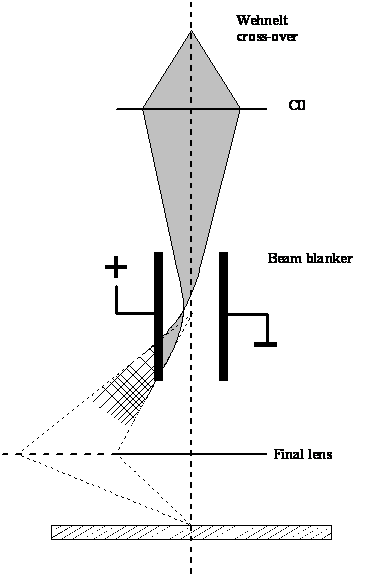 Wehnelt
cross-over
C1
Beam blanker
+
Final lens